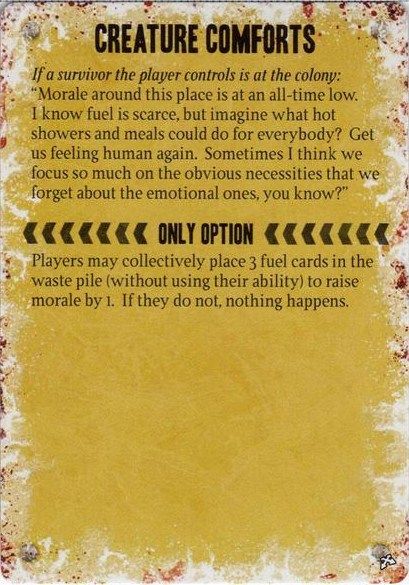 CREATURE COMFORTS
If a survivor the player controls is at the colony:
“Morale around this place is at an all-time low.
I know fuel is scarce, but imagine what hot
showers and meals could do for everybody? Get
us feeling human again. Sometimes I think we
focus so much on the obvious necessities that we
forget about the emotional ones, you know?”
ONLY OPTION
Players may collectively place 3 fuel cards in the
waste pile (without using their ability) to raise
morale by 1. If they do not, nothing happens.